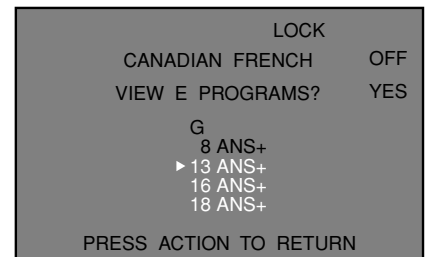 LOCK
CANADIAN FRENCH OFF
VIEW E PROGRAMS? YES
G
8 ANS+
▶ 13 ANS+
16 ANS+
18 ANS+
PRESS ACTION TO RETURN